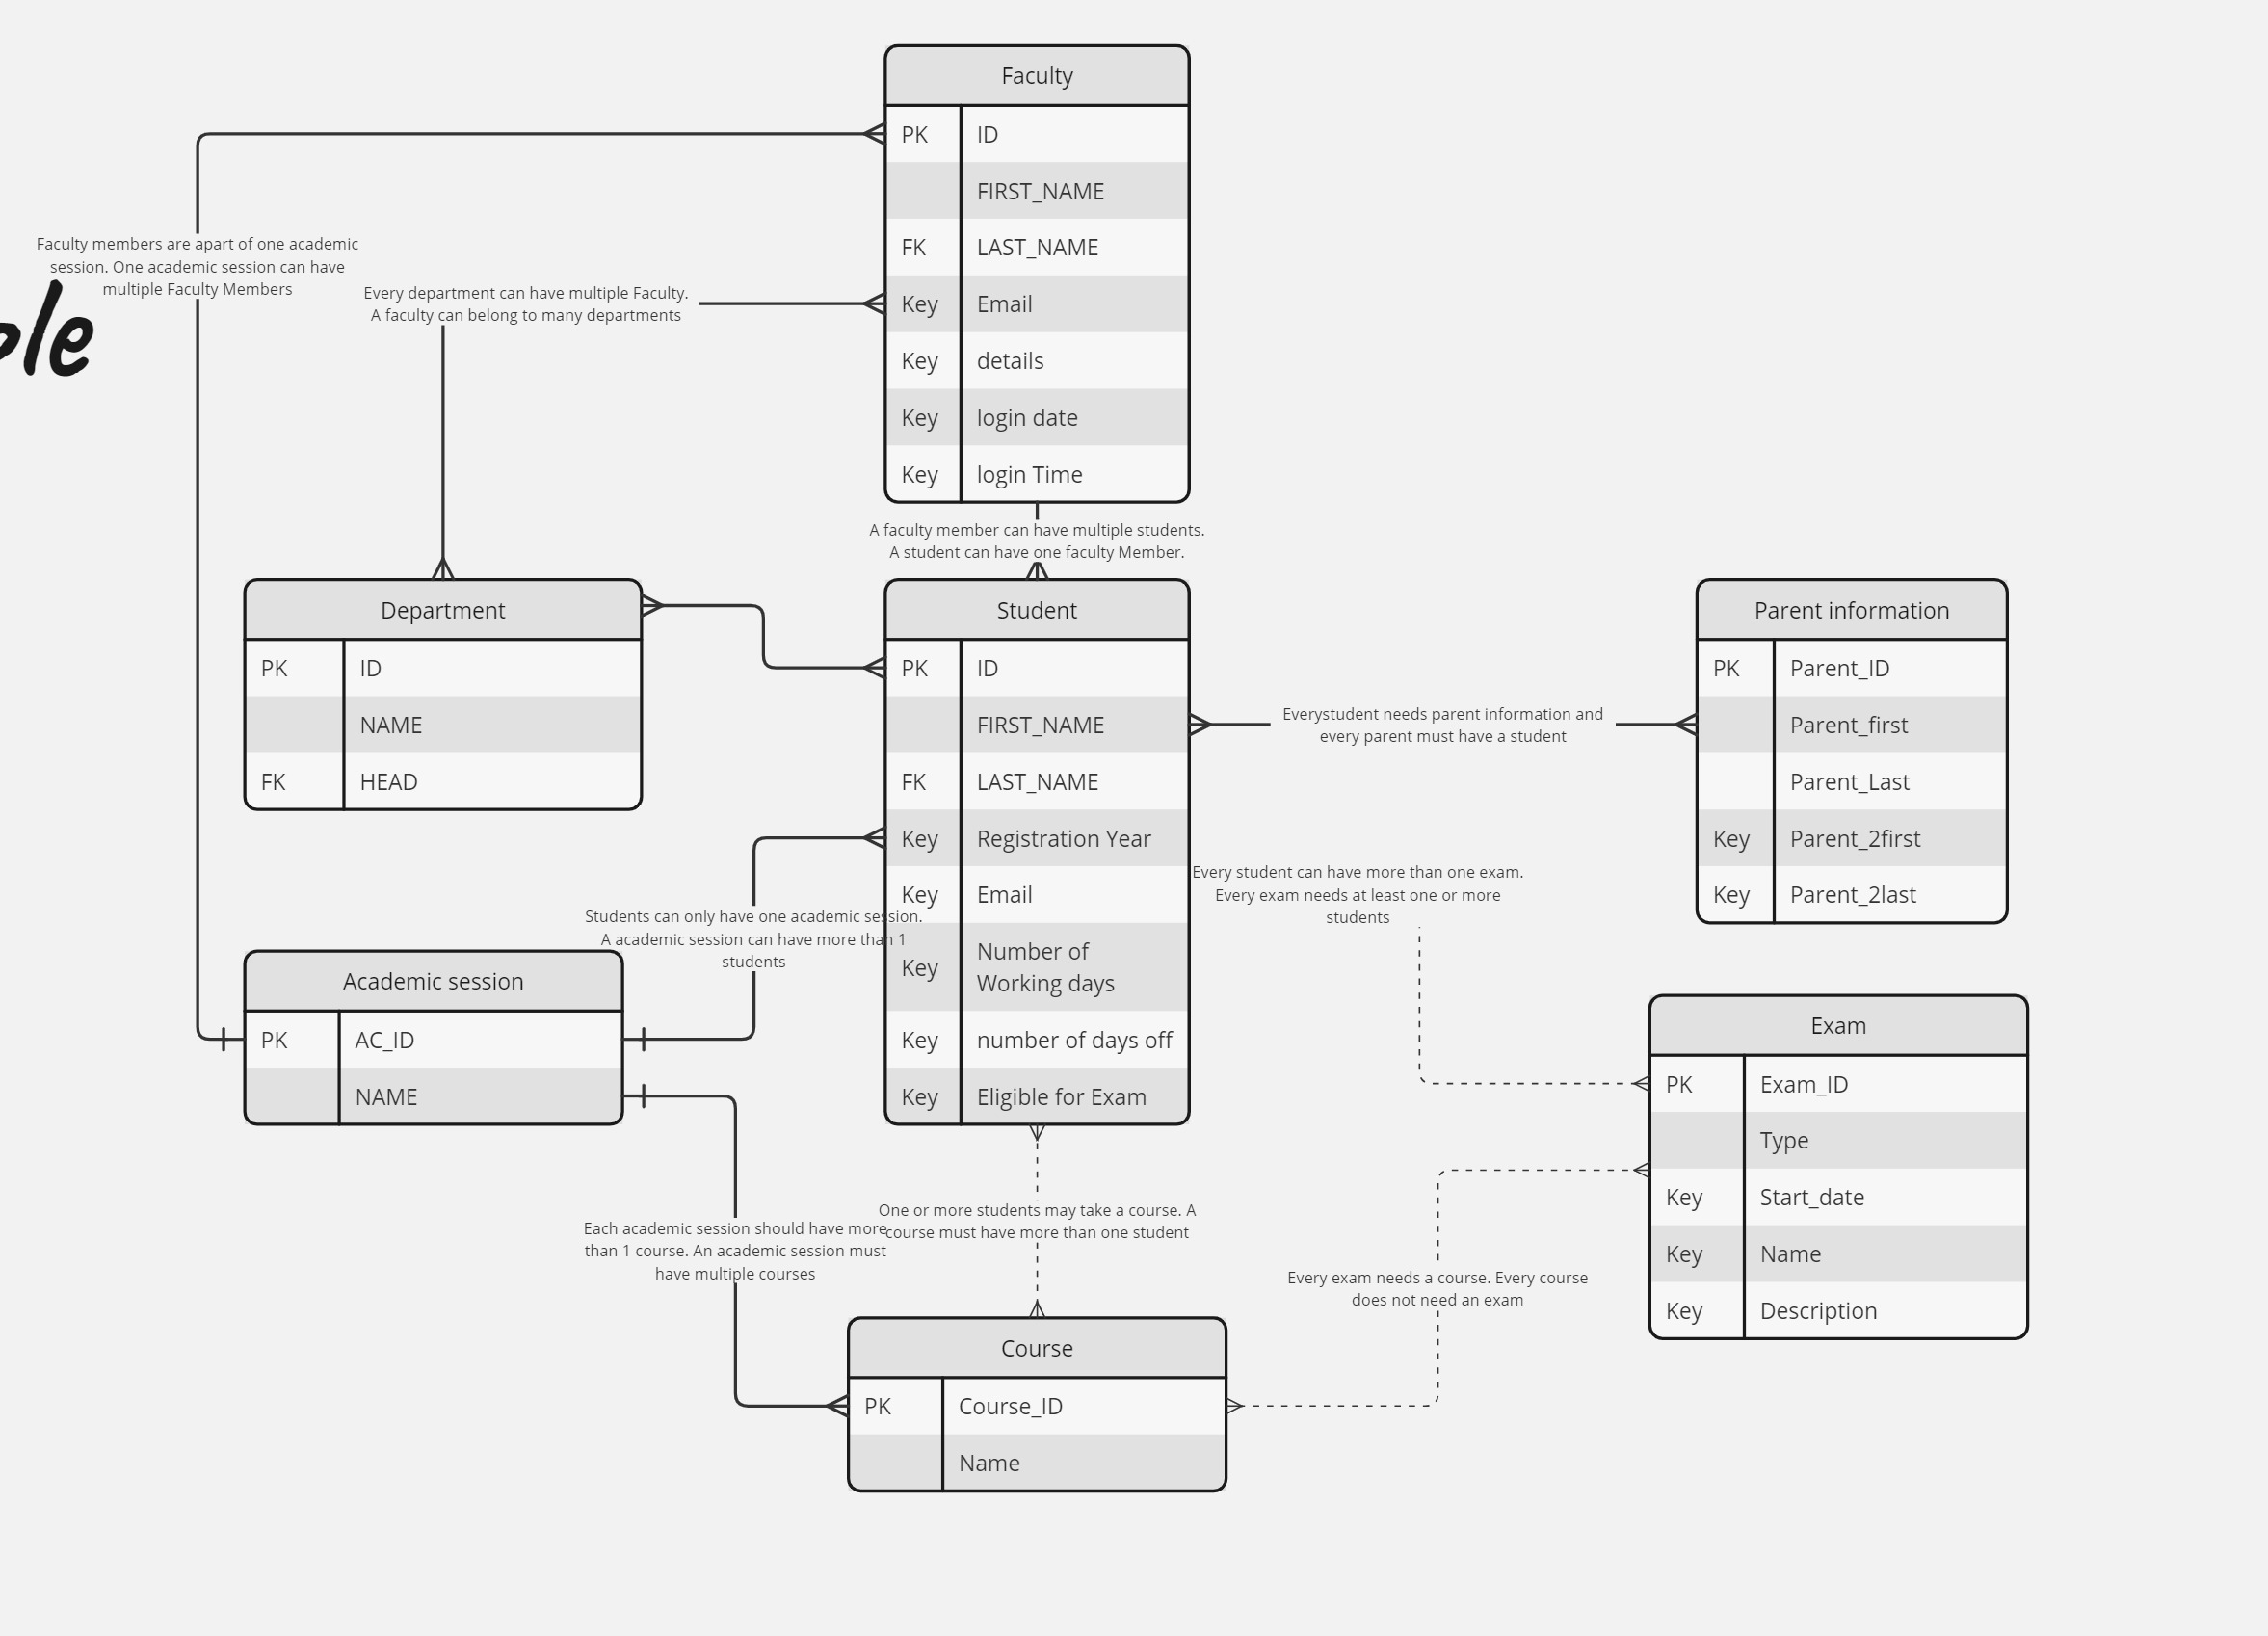 Faculty
PK ID
FIRST_NAME
FK LAST_NAME
Key Email
Key details
Key login date
Key login Time
Faculty members are apart of one academic
session. One academic session can have
multiple Faculty Members
ple
Every department can have multiple Faculty.
A faculty can belong to many departments
A faculty member can have multiple students.
A student can have one faculty Member.
Department
PK ID
NAME
FK HEAD
Student
PK ID
FIRST_NAME
FK LAST_NAME
Key Registration Year
Key Email
Key Number of
Working days
Key number of days off
Key Eligible for Exam
Everystudent needs parent information and
every parent must have a student
Parent information
PK Parent_ID
Parent_first
Parent_Last
Key Parent_2first
Key Parent_2last
Every student can have more than one exam.
Every exam needs at least one or more
students
Students can only have one academic session.
A academic session can have more than 1
students
Academic session
PK AC_ID
NAME
Exam
PK Exam_ID
Type
Key Start_date
Key Name
Key Description
Each academic session should have more
than 1 course. An academic session must
have multiple courses
One or more students may take a course. A
course must have more than one student
Every exam needs a course. Every course
does not need an exam
Course
PK Course_ID
Name